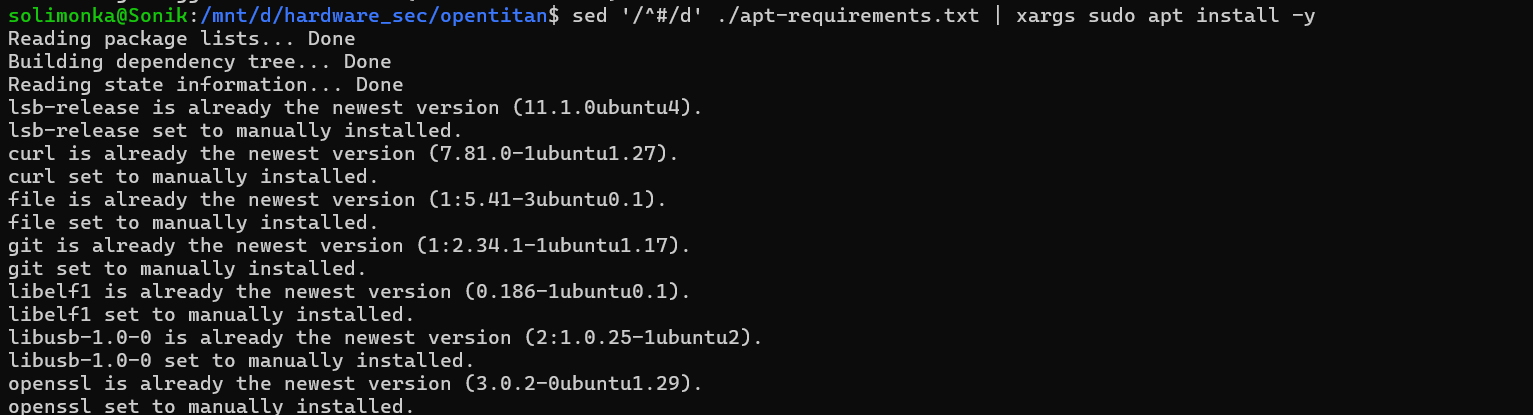 solimonka@Sonik:/mnt/d/hardware_sec/opentitan$ sed '/^#/d' ./apt-requirements.txt | xargs sudo apt install -y
Reading package lists... Done
Building dependency tree... Done
Reading state information... Done
lsb-release is already the newest version (11.1.0ubuntu4).
lsb-release set to manually installed.
curl is already the newest version (7.81.0-1ubuntu1.27).
curl set to manually installed.
file is already the newest version (1:5.41-3ubuntu0.1).
file set to manually installed.
git is already the newest version (1:2.34.1-1ubuntu1.17).
git set to manually installed.
libelf1 is already the newest version (0.186-1ubuntu0.1).
libelf1 set to manually installed.
libusb-1.0-0 is already the newest version (2:1.0.25-1ubuntu2).
libusb-1.0-0 set to manually installed.
openssl is already the newest version (3.0.2-0ubuntu1.29).
openssl set to manually installed.